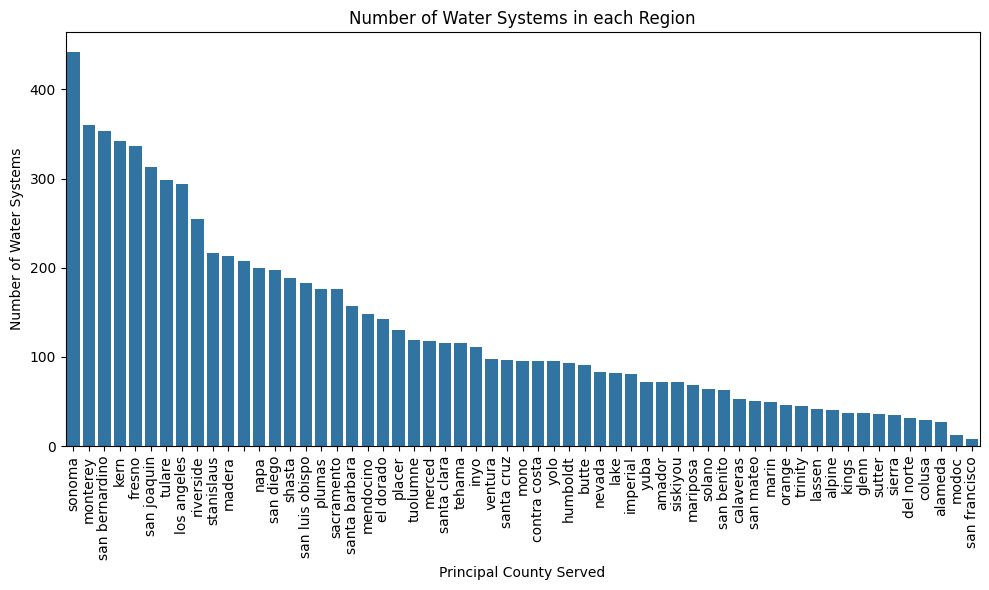 Number of Water Systems in each Region
Number of Water Systems
400
300
200
100
0
sonoma
monterey
san bernardino
kern
fresno
san joaquin
tulare
los angeles
riverside
stanislaus
madera
napa
san diego
shasta
san luis obispo
plumas
sacramento
santa barbara
mendocino
el dorado
placer
tuolumne
merced
santa clara
tehama
inyo
ventura
santa cruz
mono
contra costa
yolo
humboldt
butte
nevada
lake
imperial
yuba
amador
siskiyou
mariposa
solano
san benito
calaveras
san mateo
marin
orange
trinity
lassen
alpine
kings
glenn
sutter
sierra
del norte
colusa
alameda
modoc
san francisco
Principal County Served